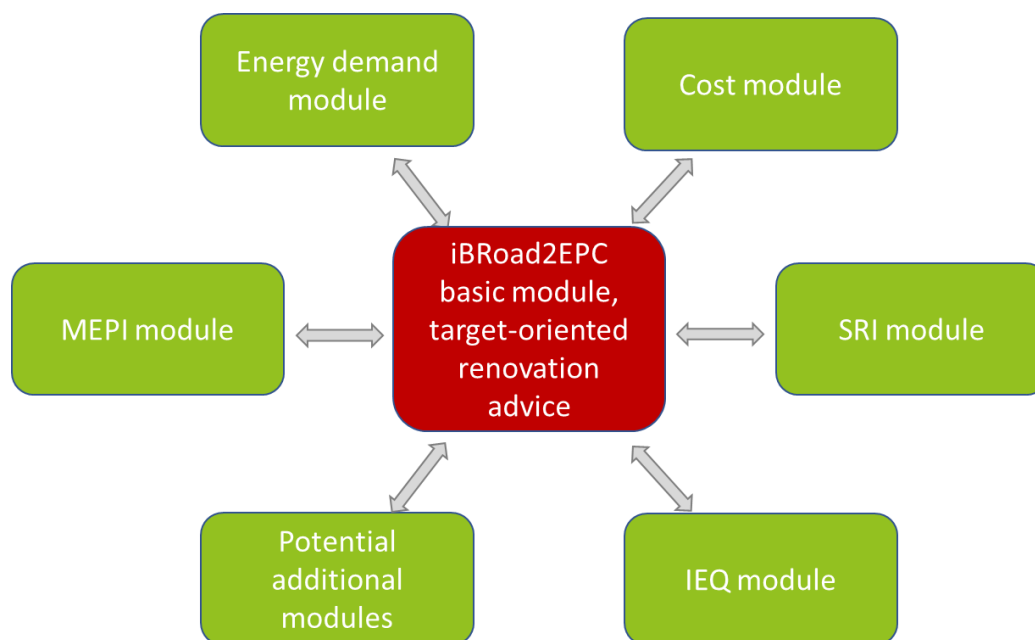 Energy demand
module
Cost module
iBRoad2EPC
basic module,
target-oriented
renovation
advice
MEPI module
SRI module
Potential
additional
modules
IEQ module